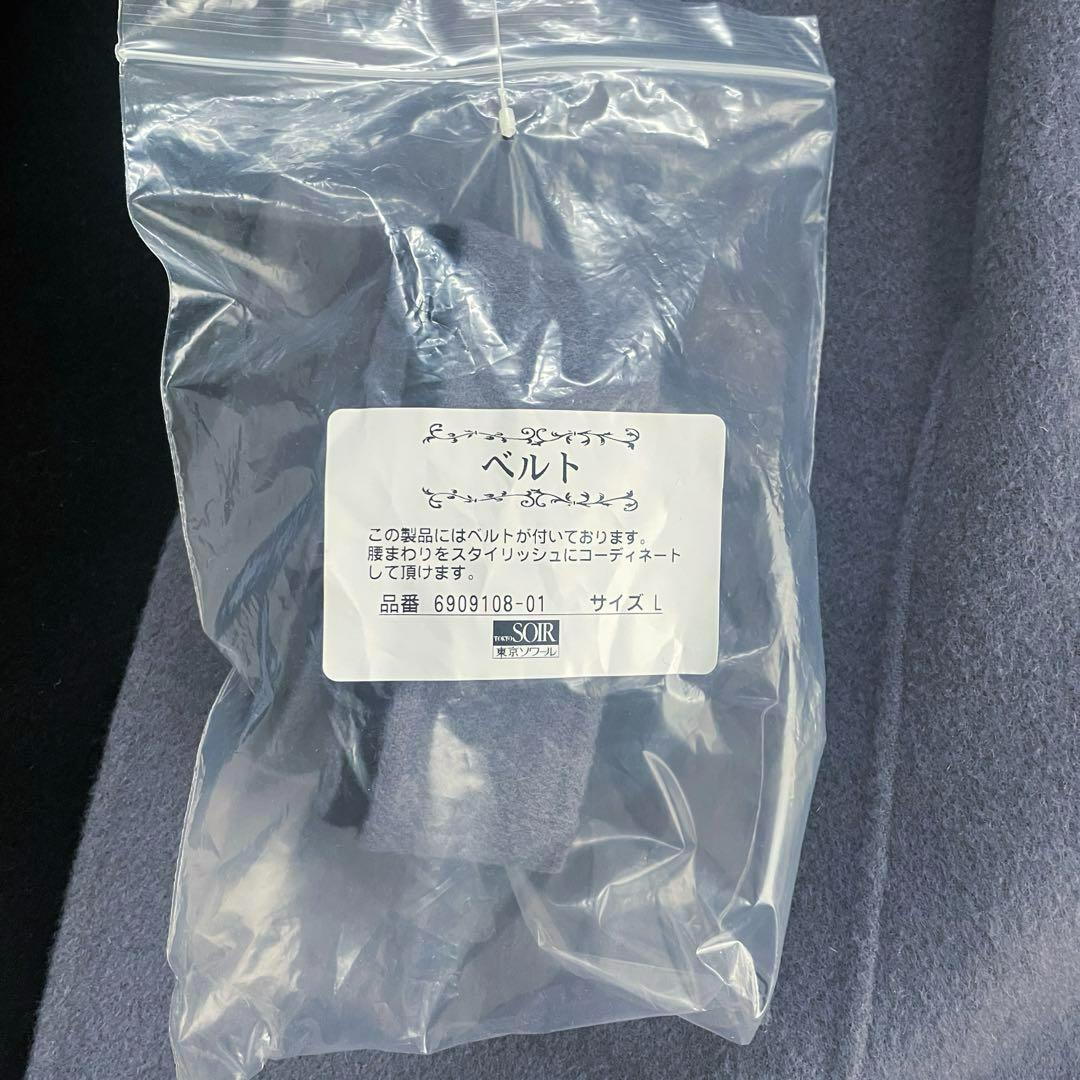 ベルト
この製品にはベルトが付いております。
腰まわりをスタイリッシュにコーディネート
して頂けます。
品番 6909108-01 サイズ L
TOKYO SOIR
東京ソワール